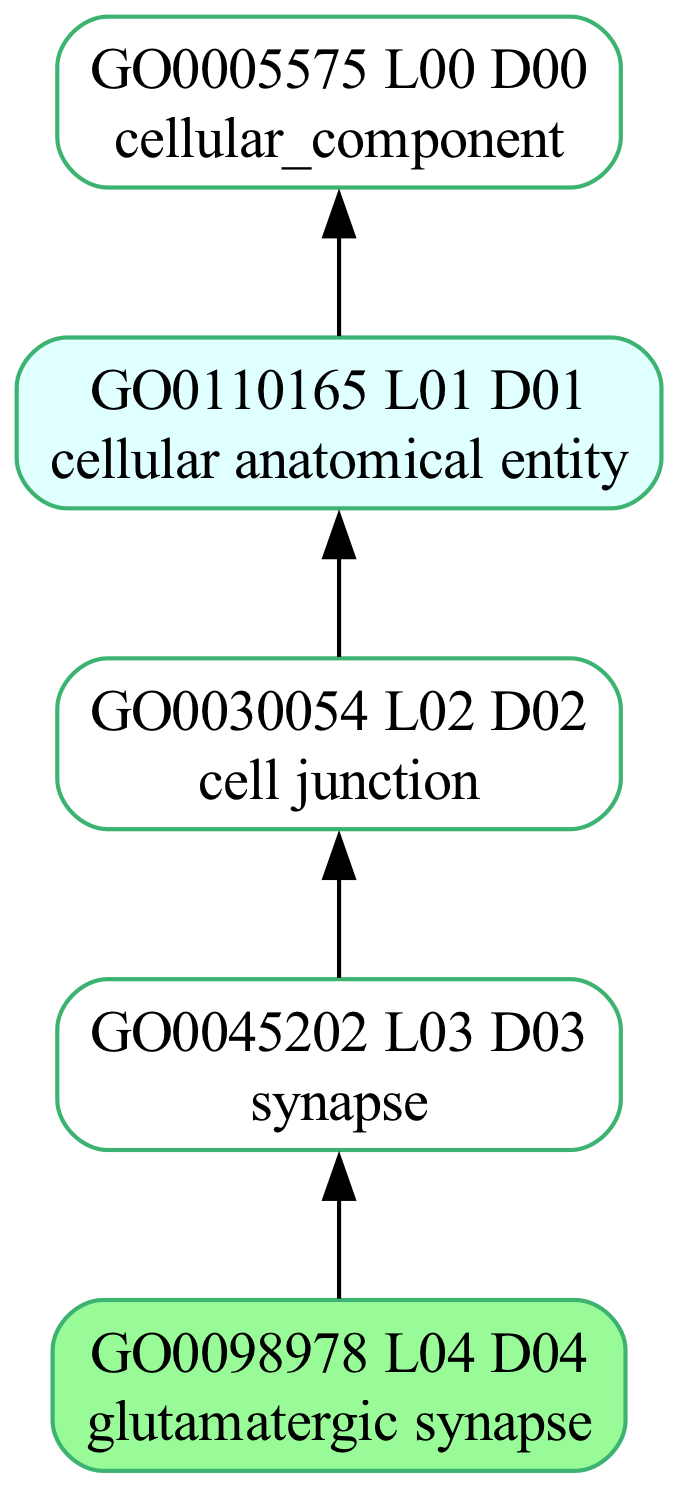 GO0005575 L00 D00
cellular_component
GO0110165 L01 D01
cellular anatomical entity
GO0030054 L02 D02
cell junction
GO0045202 L03 D03
synapse
GO0098978 L04 D04
glutamatergic synapse